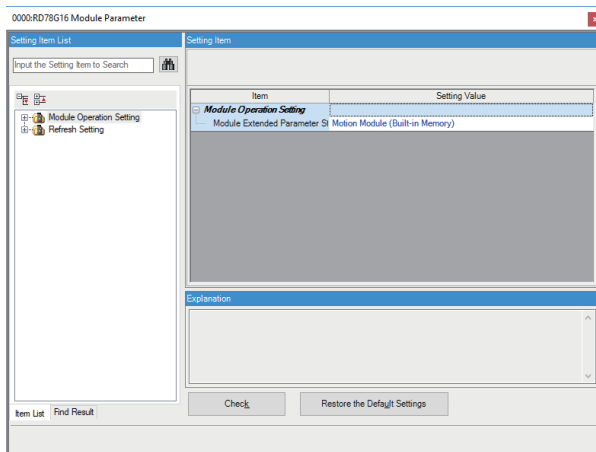 0000:RD78G16 Module Parameter
Setting Item List
Setting Item
Input the Setting Item to Search
Item
Setting Value
Module Operation Setting
Module Extended Parameter St
Motion Module (Built-in Memory)
Module Operation Setting
Refresh Setting
Explanation
Check
Restore the Default Settings
Item List
Find Result